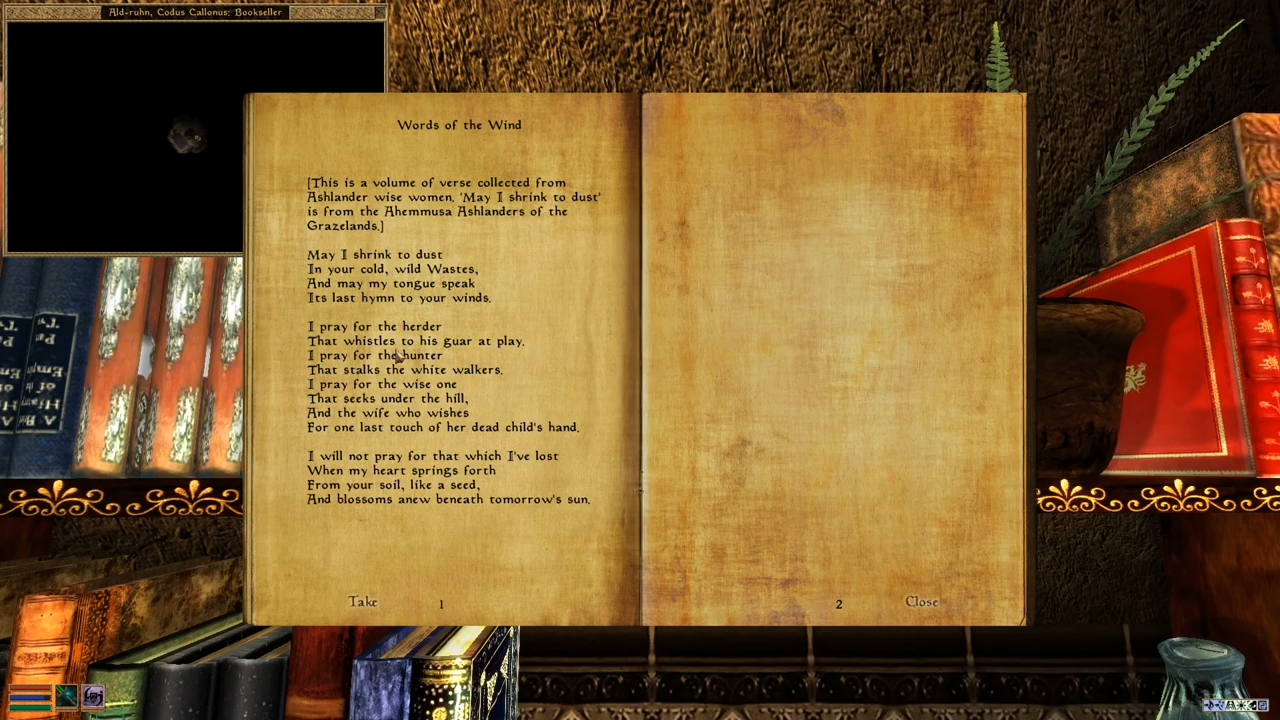 Ald-ruhn, Codus Callonus: Bookseller
Words of the Wind
[This is a volume of verse collected from
Ashlander wise women. 'May I shrink to dust'
is from the Ahemmusa Ashlanders of the
Grazelands.]
May I shrink to dust
In your cold, wild Wastes,
And may my tongue speak
Its last hymn to your winds.
I pray for the herder
That whistles to his guar at play.
I pray for the hunter
That stalks the white walkers.
I pray for the wise one
That seeks under the hill,
And the wife who wishes
For one last touch of her dead child's hand.
I will not pray for that which I've lost
When my heart springs forth
From your soil, like a seed,
And blossoms anew beneath tomorrow's sun.
Take
1
2
Close